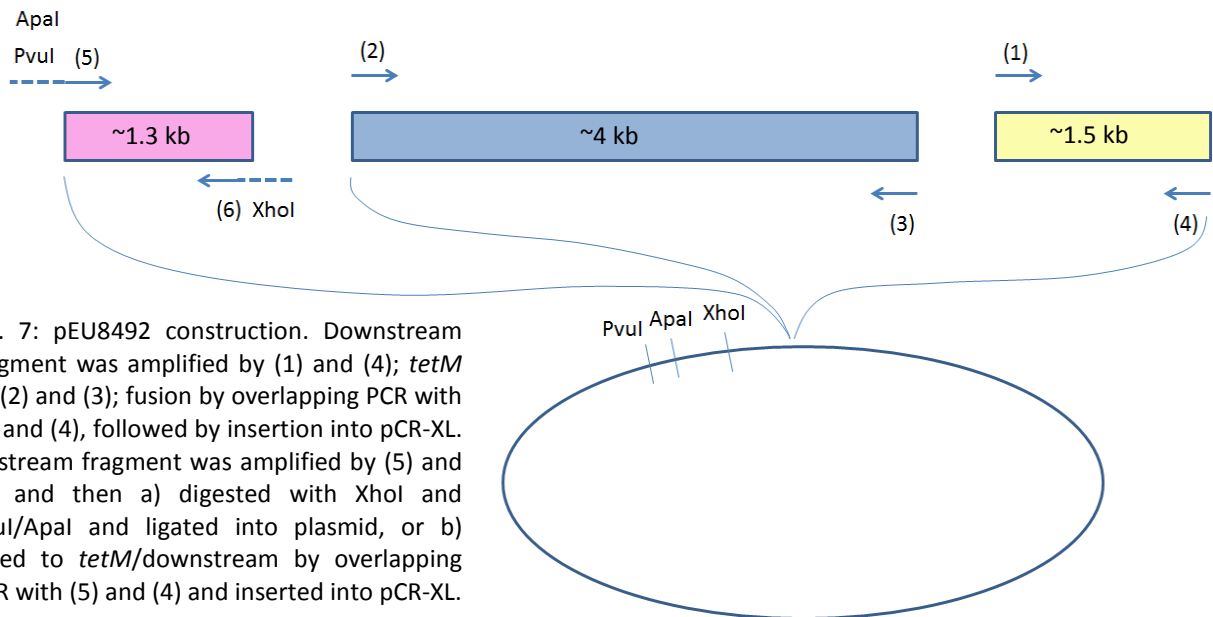 ApaI
PvuI (5)
(2)
(1)
~1.3 kb
~4 kb
~1.5 kb
(6) XhoI
(3)
(4)
PvuI ApaI XhoI
. 7: pEU8492 construction. Downstream
gment was amplified by (1) and (4); tetM
(2) and (3); fusion by overlapping PCR with
and (4), followed by insertion into pCR-XL.
stream fragment was amplified by (5) and
and then a) digested with XhoI and
uI/ApaI and ligated into plasmid, or b)
ed to tetM/downstream by overlapping
R with (5) and (4) and inserted into pCR-XL.